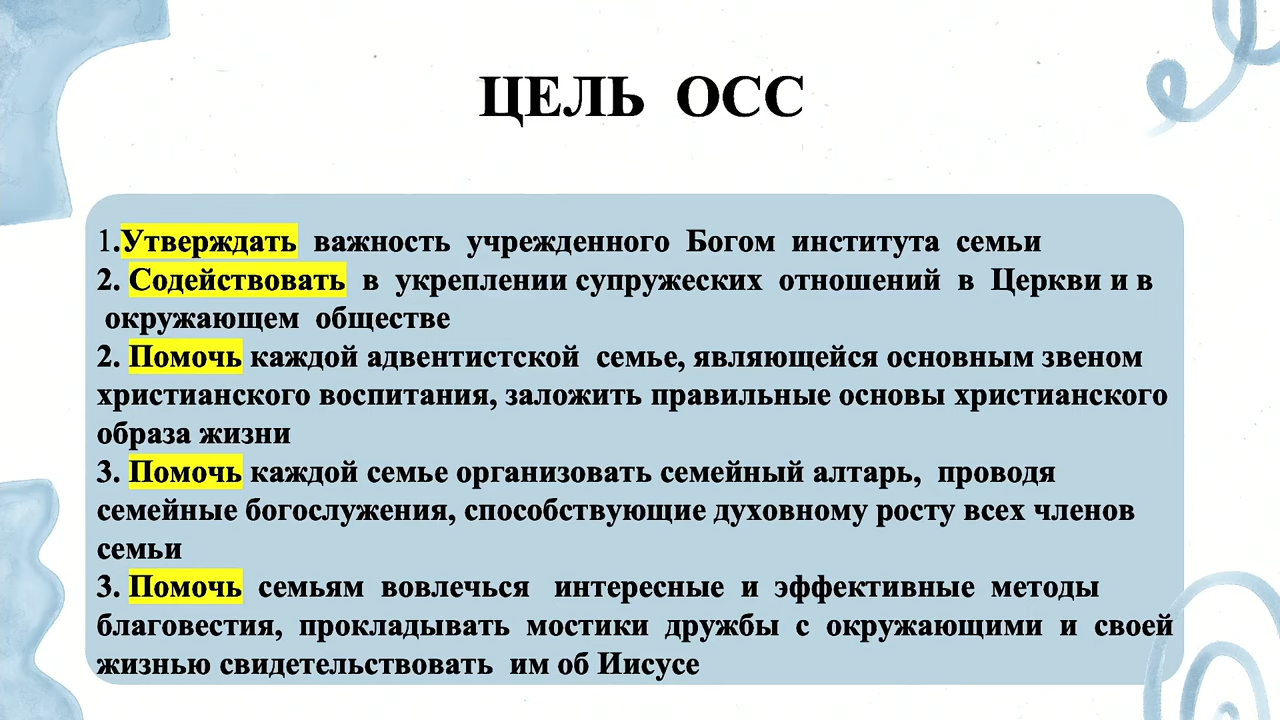 ЦЕЛЬ ОСС
1.Утверждать важность учрежденного Богом института семьи
2. Содействовать в укреплении супружеских отношений в Церкви и в
окружающем обществе
2. Помочь каждой адвентистской семье, являющейся основным звеном
христианского воспитания, заложить правильные основы христианского
образа жизни
3. Помочь каждой семье организовать семейный алтарь, проводя
семейные богослужения, способствующие духовному росту всех членов
семьи
3. Помочь семьям вовлечься интересные и эффективные методы
благовестия, прокладывать мостики дружбы с окружающими и своей
жизнью свидетельствовать им об Иисусе